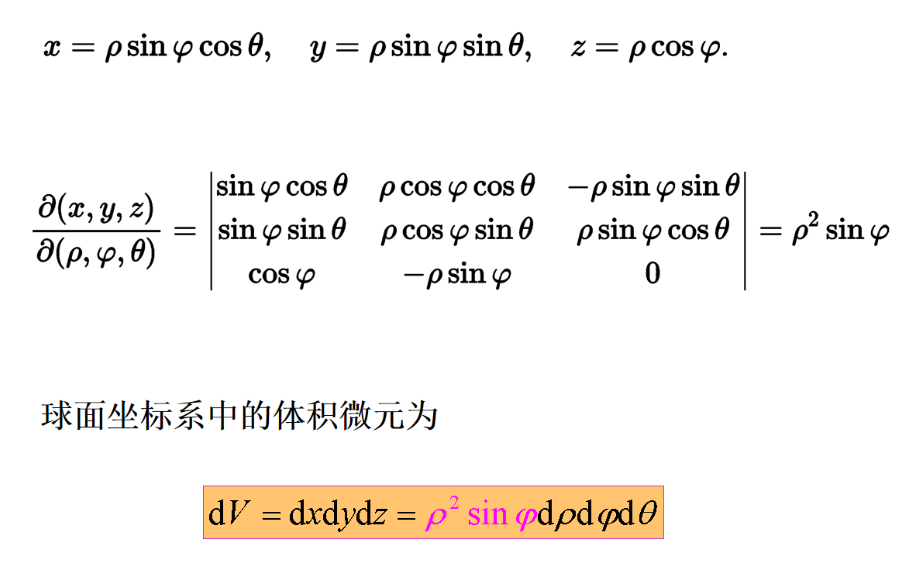 x = ρ sin φ cos θ,  y = ρ sin φ sin θ,  z = ρ cos φ.
∂(x, y, z)/∂(ρ, φ, θ) = | sin φ cos θ  ρ cos φ cos θ  −ρ sin φ sin θ |
| sin φ sin θ  ρ cos φ sin θ  ρ sin φ cos θ | = ρ² sin φ
| cos φ  −ρ sin φ  0 |
球面坐标系中的体积微元为
dV = dxdydz = ρ² sin φdρdφdθ